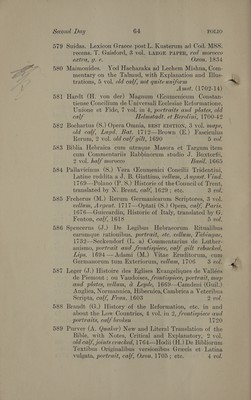 Second Day 64 FOLIO
579 Suidas. Lexicon Græce post L. Kusterum ad Cod. MSS.
recens. T. Gaisford, 3 vol. LARGE PAPER, red morocco
extra, g. e. Oxon. 1834
580 Maimonides. Yod Hachazaka ad Lechem Mishna, Com-
mentary on the Talmud, with Explanation and Illus-
trations, 5 vol. old calf, not quite uniform
Amst. (1702-14)
581 Hardt (H. von der) Magnum Œcumenicum Constan-
tiense Concilium de Universali Ecclesiæ Reformatione,
Unione et Fide, 7 vol. in 4, portraits and plates, old
calf Helmstadt. et Berolini, 1700-42
582 Bochartus (S.) Opera Omnia, BEST EDITION, 3 vol. maps,
old calf, Lugd. Bat. 1712—Brown (E.) Fasciculus
Rerum, 2 vol. old calf gilt, 1690 5 vol.
583 Biblia Hebraica cum utraque Masora et Targum item
cum Commentariis Rabbinorum studio J. Buxtorfii,
2 vol. half morocco Basil. 1665
584 Pallavicinus (S.) Vera Œcumenici Concilii Tridentini,
Latine reddita a J. B. Giattino, vellum, August. Vind.
1769—Polano (P. S.) Historie of the Council of Trent,
translated by N. Brent, calf, 1629; etc. 5 vol.
585 Freherus (M.) Rerum Germanicarum Scriptores, 3 vol.
vellum, Argent. 1717—Optati (S.) Opera, calf, Paris.
1676—Guiccardin, Historie of Italy, translated by G.
Fenton, calf, 1618 5 vol.
586 Spencerus (J.) De Legibus Hebraeorum Ritualibus
earumque rationibus, portrait, etc. vellum, Tubingae,
1732—Seckendorf (L. a) Commentarius de Luther-
anismo, portrait and frontispiece, calf gilt rebacked,
Lips. 1694—Adami (M.) Vitae Eruditorum, cum
Germanorum tum Exterorum, vellum, 1706 3 vol.
587 Leger (J.) Histoire des Eglises Evangeliques de Vallées
de Piemont; ou Vaudoises, frontispiece, portrait, map
and plates, vellum, à Leyde, 1669—Camdeni (Guil.)
Anglica, Normannica, Hibernica, Cambrica a Veteribus
Scripta, calf, Fran. 1603 2 vol.
588 Brandt (G.) History of the Reformation, etc. in and
about the Low Countries, 4 vol. in 2, frontispiece and
portraits, calf broken 1720
589 Purver (A. Quaker) New and Literal Translation of the
Bible, with Notes, Critical and Explanatory, 2 vol.
old calf, joints cracked, 1764—Hodii (H.) De Bibliorum
Textibus Originalibus versionibus Græcis et Latina
vulgata, portrait, calf, Oxon. 1705; etc. 4 vol.